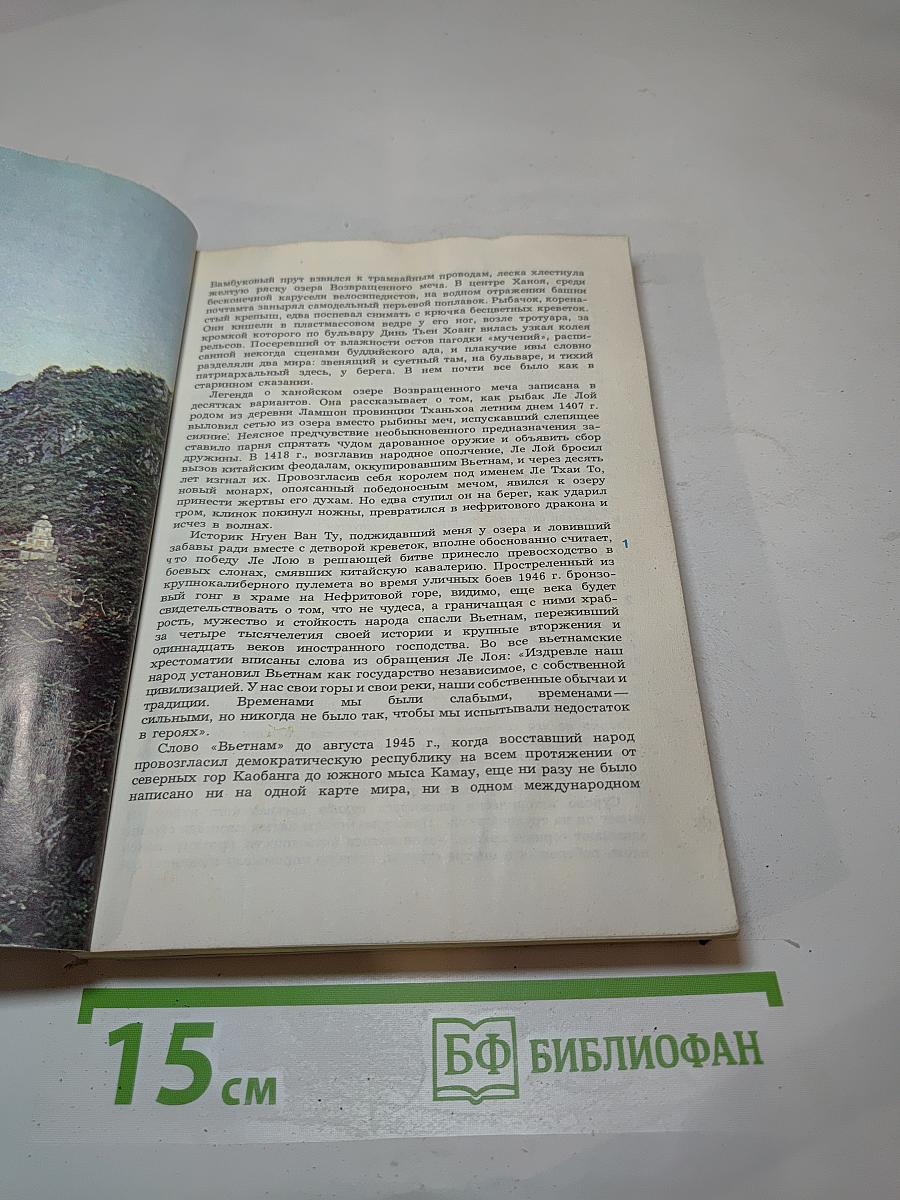 Бамбуковый прут взвился к трамвайным проводам, леска хлестнула
желтую ряску озера Возвращенного меча. В центре Ханоя, среди
бесконечной карусели велосипедистов, на водном отражении башни
почтамта занырял самодельный перьевой поплавок. Рыбачок, корена-
стый крепыш, едва поспевал снимать с крючка бесцветных креветок.
Они кишели в пластмассовом ведре у его ног, возле тротуара, за
кромкой которого по бульвару Динь Тьен Хоанг вилась узкая колея
рельсов. Посеревший от влажности остов пагодки «мучений», распи-
санной некогда сценами буддийского ада, и плакучие ивы словно
разделяли два мира: звенящий и суетный там, на бульваре, и тихий
патриархальный здесь, у берега. В нем почти все было как в
старинном сказании.
Легенда о ханойском озере Возвращенного меча записана в
десятках вариантов. Она рассказывает о том, как рыбак Ле Лой
родом из деревни Ламшон провинции Тханьхоа летним днем 1407 г.
выловил сетью из озера вместо рыбины меч, испускавший слепящее
сияние. Неясное предчувствие необыкновенного предназначения за-
ставило парня спрятать чудом дарованное оружие и объявить сбор
дружины. В 1418 г., возглавив народное ополчение, Ле Лой бросил
вызов китайским феодалам, оккупировавшим Вьетнам, и через десять
лет изгнал их. Провозгласив себя королем под именем Ле Тхаи То,
новый монарх, опоясанный победоносным мечом, явился к озеру
принести жертвы его духам. Но едва ступил он на берег, как ударил
гром, клинок покинул ножны, превратился в нефритового дракона и
исчез в волнах.
Историк Нгуен Ван Ту, поджидавший меня у озера и ловивший
забавы ради вместе с детворой креветок, вполне обоснованно считает,
что победу Ле Лою в решающей битве принесло превосходство в
боевых слонах, смявших китайскую кавалерию. Простреленный из
крупнокалиберного пулемета во время уличных боев 1946 г. бронзо-
вый гонг в храме на Нефритовой горе, видимо, еще века будет
свидетельствовать о том, что не чудеса, а граничащая с ними храб-
рость, мужество и стойкость народа спасли Вьетнам, переживший
за четыре тысячелетия своей истории и крупные вторжения и
одиннадцать веков иностранного господства. Во все вьетнамские
хрестоматии вписаны слова из обращения Ле Лоя: «Издревле наш
народ установил Вьетнам как государство независимое, с собственной
цивилизацией. У нас свои горы и свои реки, наши собственные обычаи и
традиции. Временами мы были слабыми, временами—
сильными, но никогда не было так, чтобы мы испытывали недостаток
в героях».
Слово «Вьетнам» до августа 1945 г., когда восставший народ
провозгласил демократическую республику на всем протяжении от
северных гор Каобанга до южного мыса Камау, еще ни разу не было
написано ни на одной карте мира, ни в одном международном
1
15 см
БФ БИБЛИОФАН